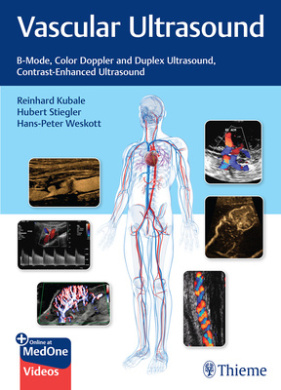 Vascular Ultrasound
B-Mode, Color Doppler and Duplex Ultrasound,
Contrast-Enhanced Ultrasound
Reinhard Kubale
Hubert Stiegler
Hans-Peter Weskott
+ Online at
MedOne
Videos
Thieme